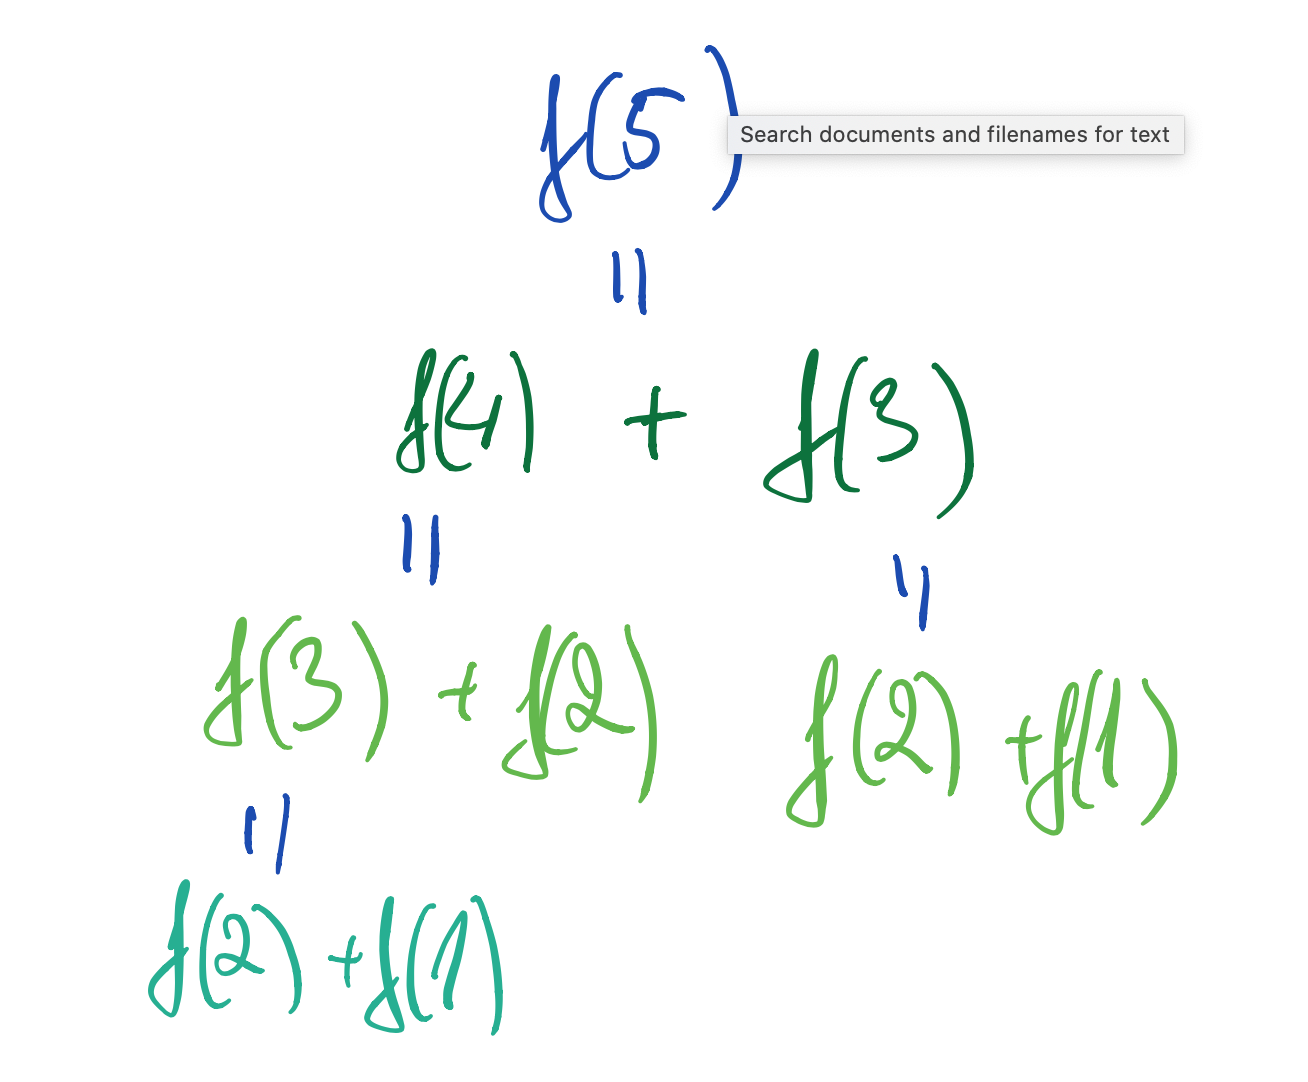 f(5)
Search documents and filenames for text
=
f(4) + f(3)
= =
f(3) + f(2) f(2) + f(1)
=
f(2) + f(1)